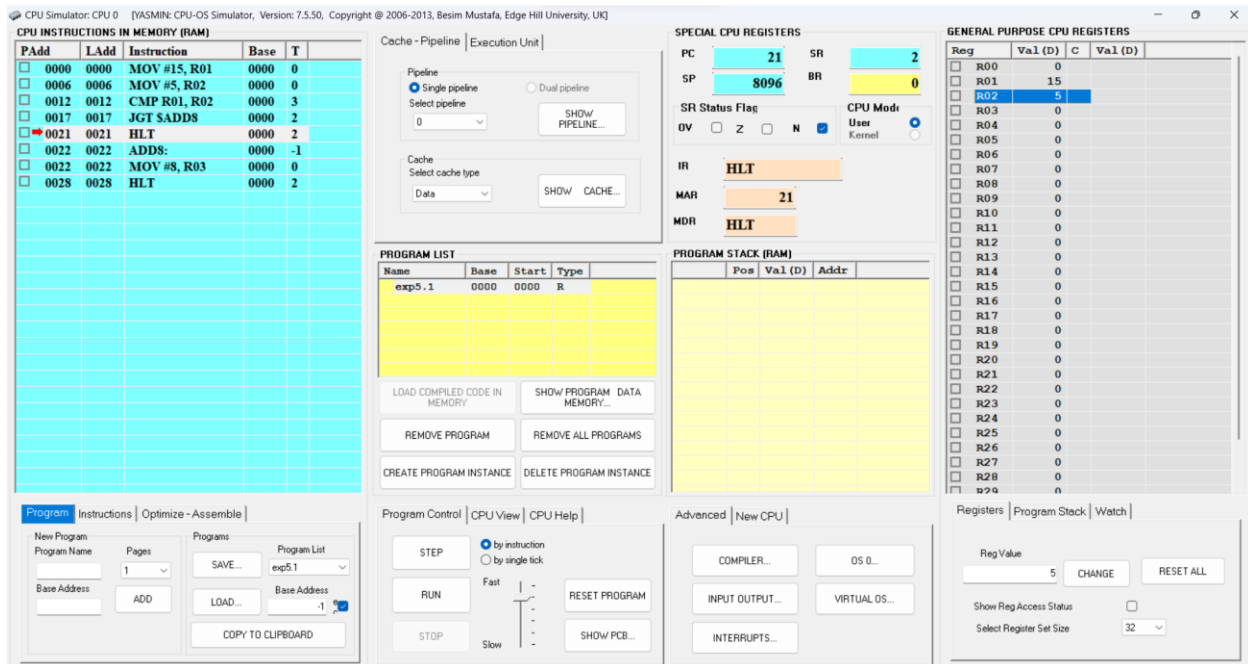 CPU Simulator: CPU 0 [YASMIN: CPU-OS Simulator, Version: 7.5.50, Copyright @ 2006-2013, Besim Mustafa, Edge Hill University, UK]
CPU INSTRUCTIONS IN MEMORY (RAM)
PAdd LAdd Instruction Base T
0000 0000 MOV #15, R01 0000 0
0006 0006 MOV #5, R02 0000 0
0012 0012 CMP R01, R02 0000 3
0017 0017 JGT $ADD8 0000 2
0021 0021 HLT 0000 2
0022 0022 ADD8: 0000 -1
0022 0022 MOV #8, R03 0000 0
0028 0028 HLT 0000 2
Cache - Pipeline Execution Unit
Pipeline
Single pipeline Dual pipeline
Select pipeline
0
SHOW PIPELINE...
Cache
Select cache type
Data
SHOW CACHE...
SPECIAL CPU REGISTERS
PC 21 SR 2
SP 8096 BR 0
SR Status Flag
OV Z N
CPU Mode
User
Kernel
IR HLT
MAR 21
MDR HLT
GENERAL PURPOSE CPU REGISTERS
Reg Val (D) C Val (D)
R00 0
R01 15
R02 5
R03 0
R04 0
R05 0
R06 0
R07 0
R08 0
R09 0
R10 0
R11 0
R12 0
R13 0
R14 0
R15 0
R16 0
R17 0
R18 0
R19 0
R20 0
R21 0
R22 0
R23 0
R24 0
R25 0
R26 0
R27 0
R28 0
R29 0
PROGRAM LIST
Name Base Start Type
exp5.1 0000 0000 R
LOAD COMPILED CODE IN MEMORY
SHOW PROGRAM DATA MEMORY...
REMOVE PROGRAM
REMOVE ALL PROGRAMS
CREATE PROGRAM INSTANCE
DELETE PROGRAM INSTANCE
PROGRAM STACK (RAM)
Pos Val (D) Addr
Program Instructions Optimize - Assemble
New Program
Program Name Pages
1
Base Address
ADD
Programs
SAVE...
Program List
exp5.1
LOAD...
Base Address
-1
COPY TO CLIPBOARD
Program Control CPU View CPU Help
STEP
by instruction
by single tick
RUN
Fast
Slow
STOP
RESET PROGRAM
SHOW PCB...
Advanced New CPU
COMPILER...
OS 0...
INPUT OUTPUT...
VIRTUAL OS...
INTERRUPTS...
Registers Program Stack Watch
Reg Value
5
CHANGE
RESET ALL
Show Reg Access Status
Select Register Set Size 32